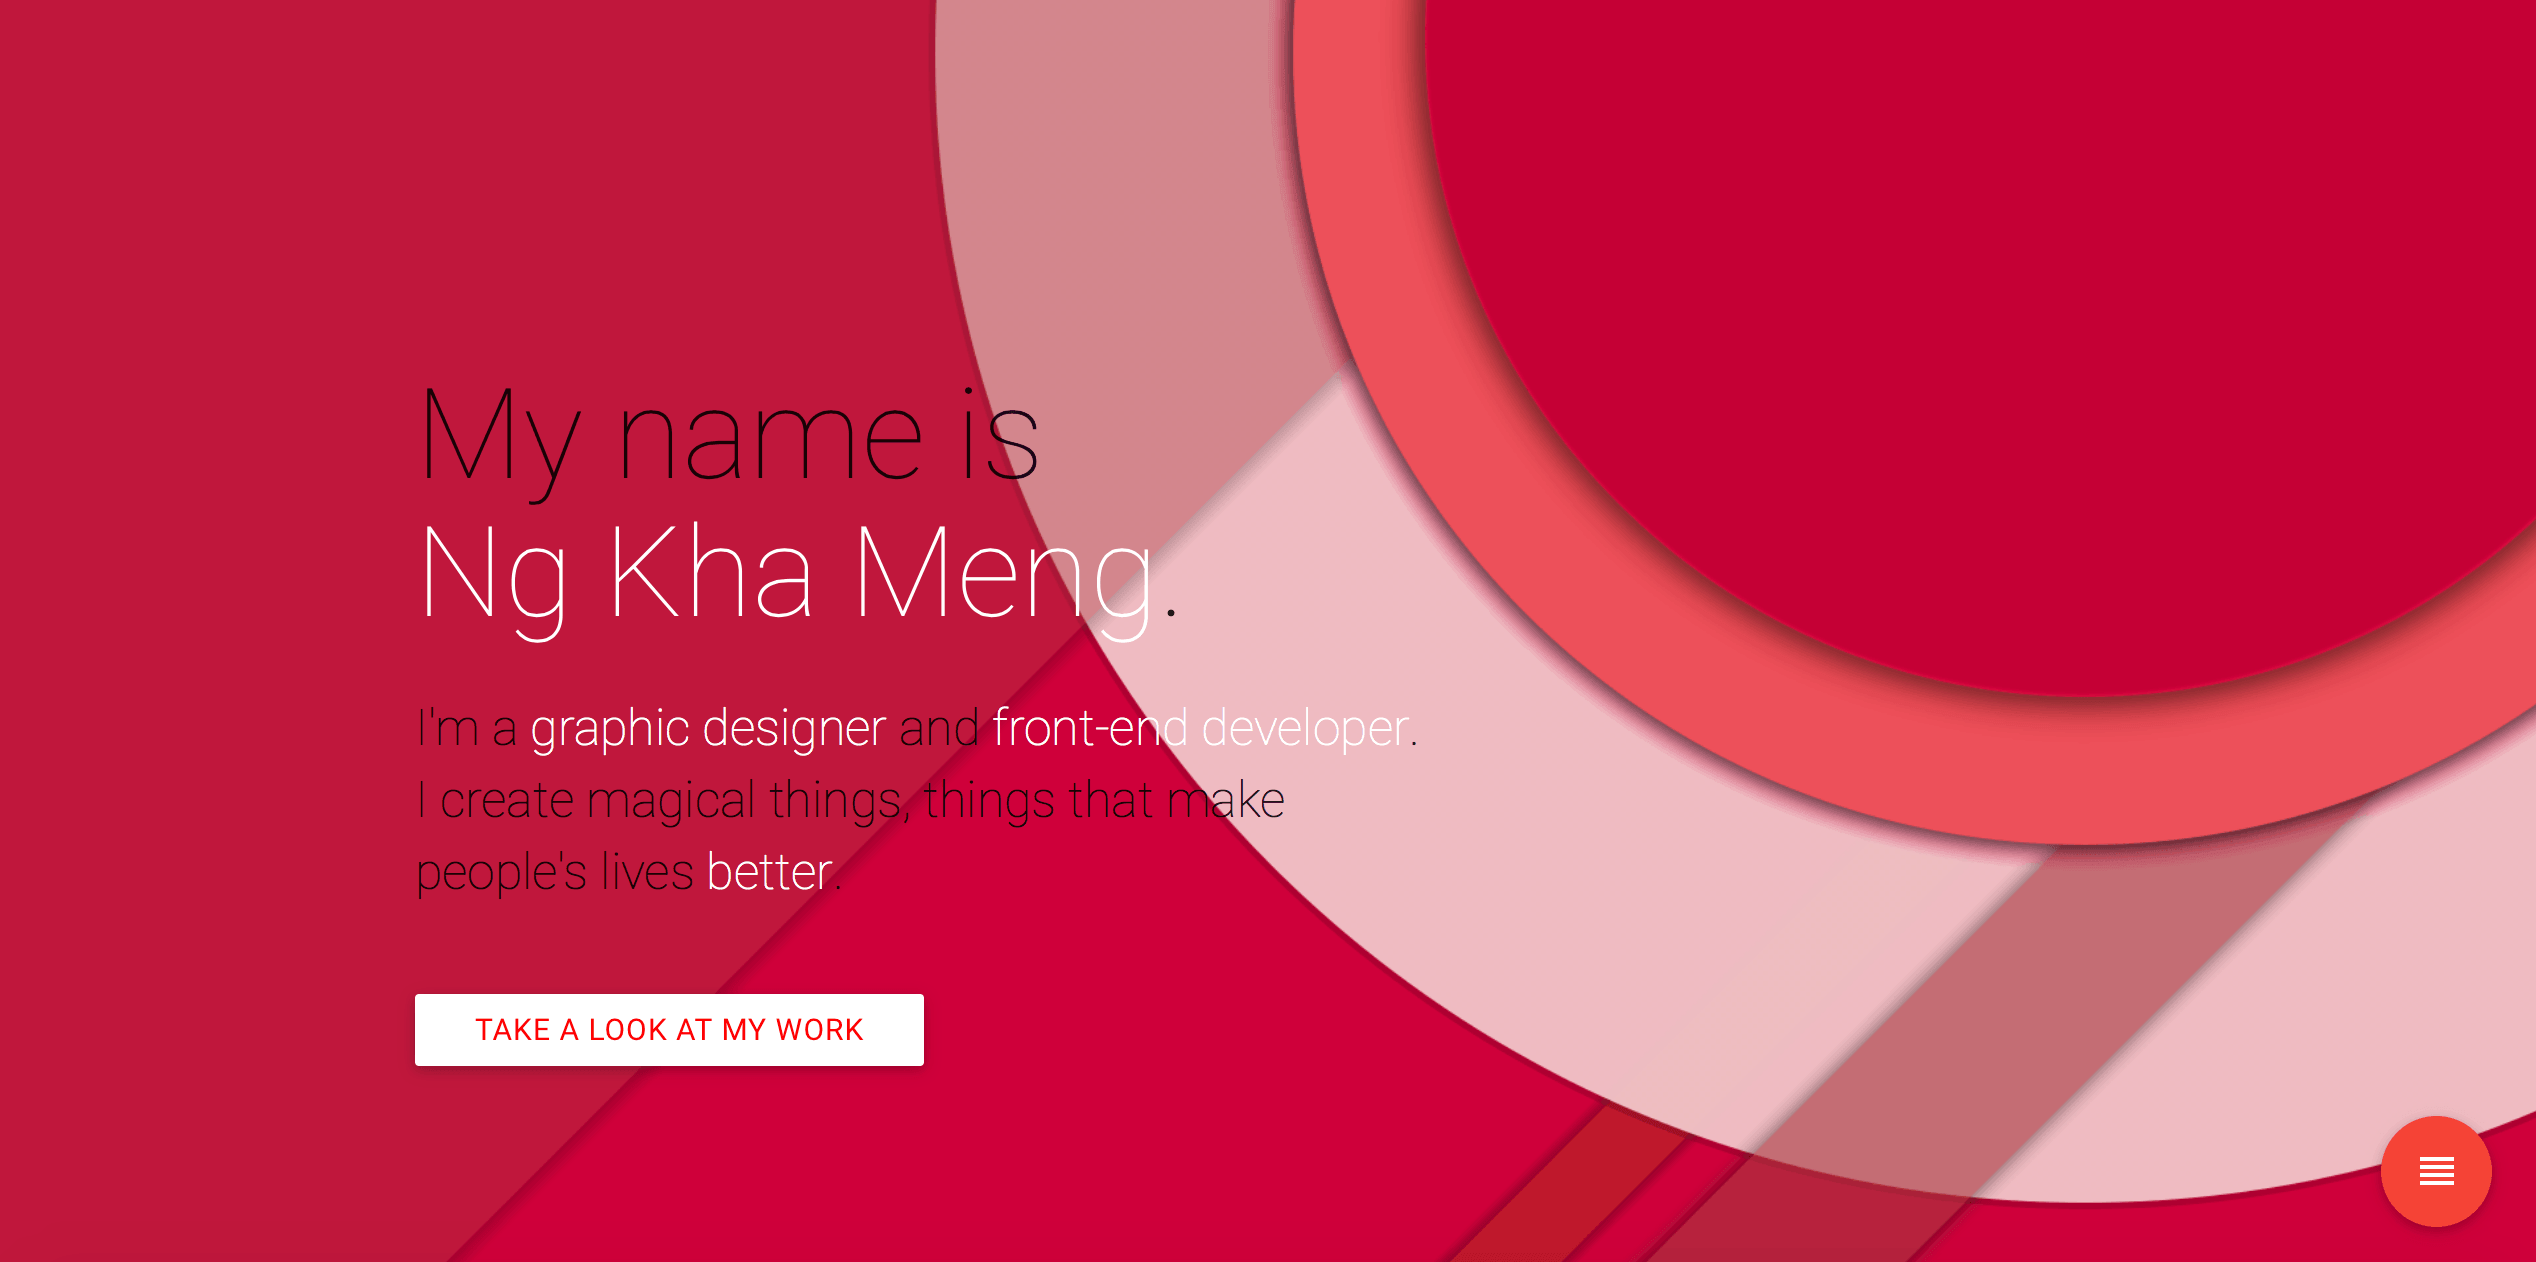 My name is
Ng Kha Meng.
I'm a graphic designer and front-end developer.
I create magical things, things that make
people's lives better.
TAKE A LOOK AT MY WORK